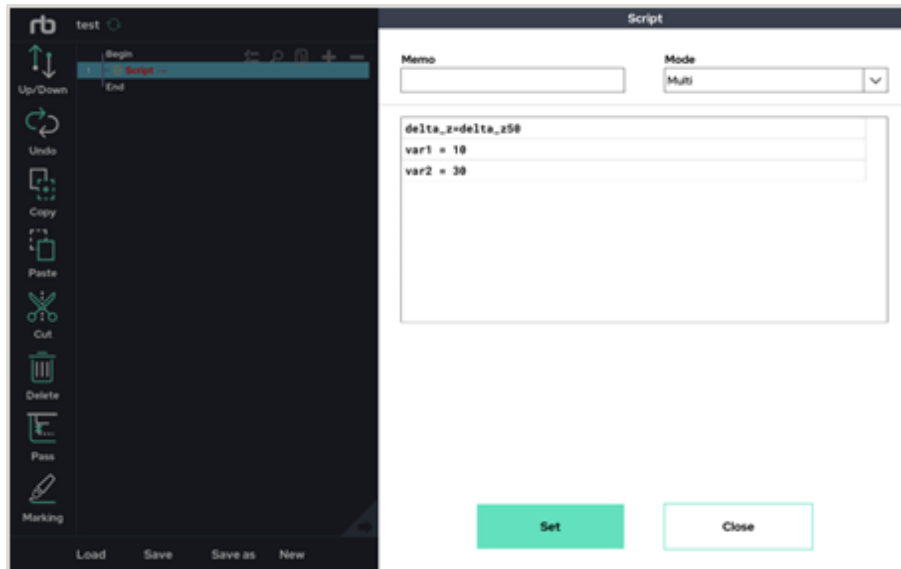 rb test
Script
Begin
Script
End
Up/Down
Undo
Copy
Paste
Cut
Delete
Pass
Marking
Load Save Save as New
Memo Mode
Multi
delta_z=delta_z50
var1 = 10
var2 = 30
Set Close